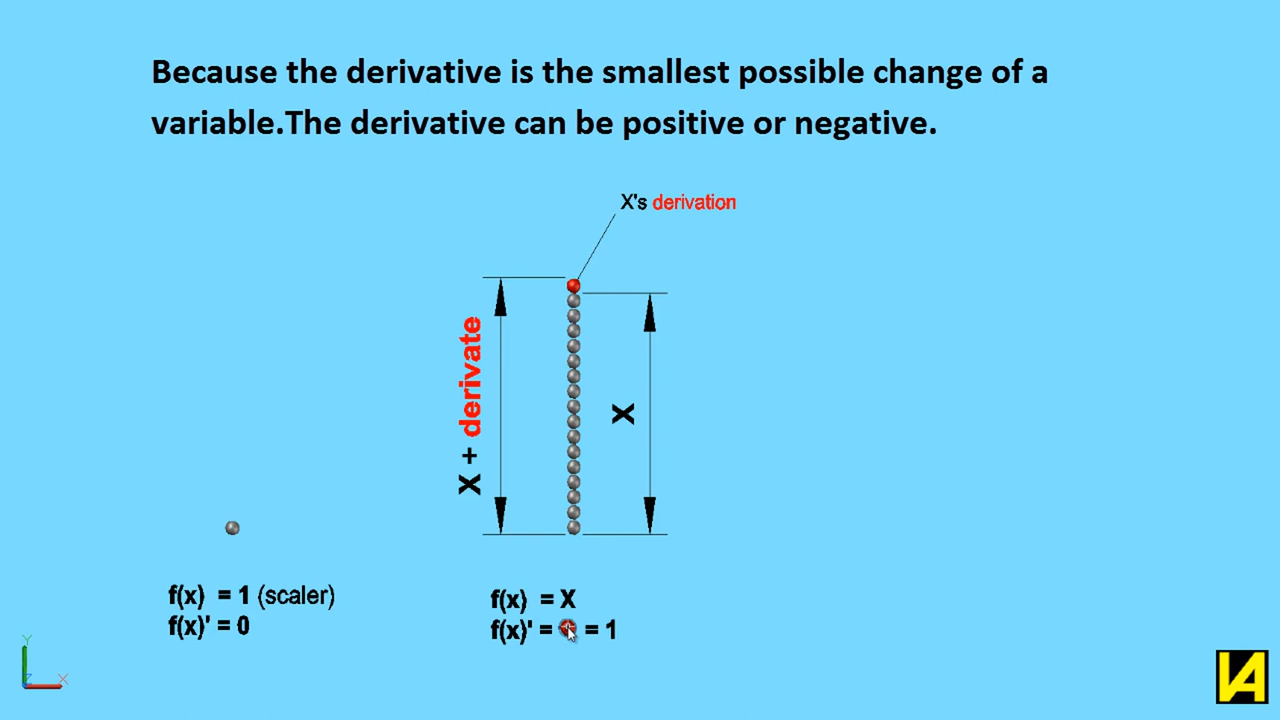 Because the derivative is the smallest possible change of a
variable.The derivative can be positive or negative.
X's derivation
X + derivate
X
f(x) = 1 (scaler)
f(x)' = 0
f(x) = X
f(x)' = = 1
Y
Z
X
VA